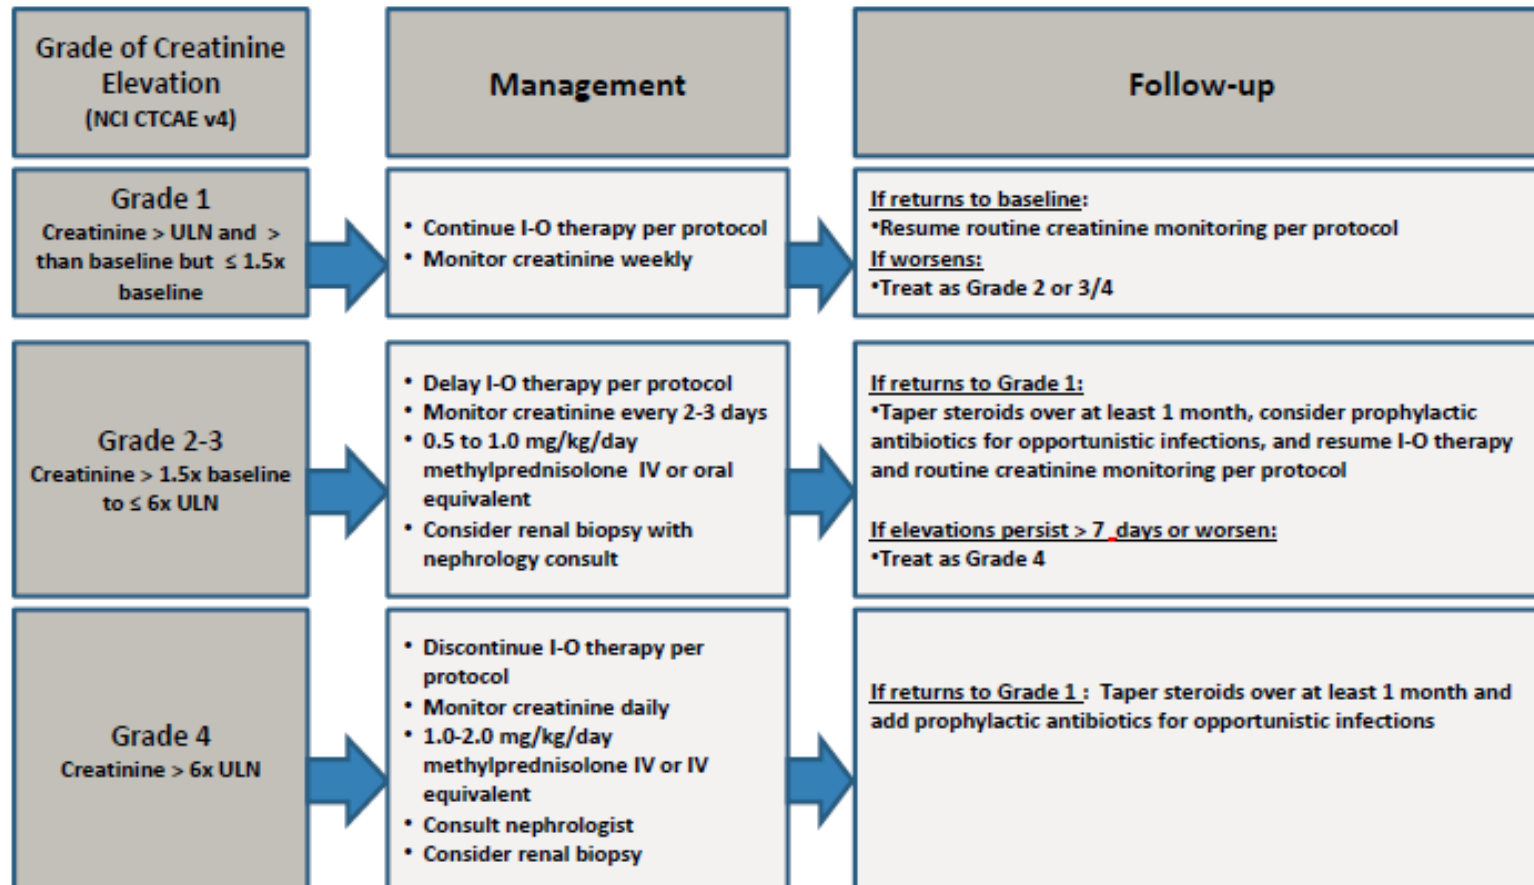 Grade of Creatinine
Elevation
(NCI CTCAE v4)
Management
Follow-up
Grade 1
Creatinine > ULN and >
than baseline but ≤ 1.5x
baseline
• Continue I-O therapy per protocol
• Monitor creatinine weekly
If returns to baseline:
•Resume routine creatinine monitoring per protocol
If worsens:
•Treat as Grade 2 or 3/4
Grade 2-3
Creatinine > 1.5x baseline
to ≤ 6x ULN
• Delay I-O therapy per protocol
• Monitor creatinine every 2-3 days
• 0.5 to 1.0 mg/kg/day
methylprednisolone IV or oral
equivalent
• Consider renal biopsy with
nephrology consult
If returns to Grade 1:
•Taper steroids over at least 1 month, consider prophylactic
antibiotics for opportunistic infections, and resume I-O therapy
and routine creatinine monitoring per protocol
If elevations persist > 7 days or worsen:
•Treat as Grade 4
Grade 4
Creatinine > 6x ULN
• Discontinue I-O therapy per
protocol
• Monitor creatinine daily
• 1.0-2.0 mg/kg/day
methylprednisolone IV or IV
equivalent
• Consult nephrologist
• Consider renal biopsy
If returns to Grade 1 : Taper steroids over at least 1 month and
add prophylactic antibiotics for opportunistic infections